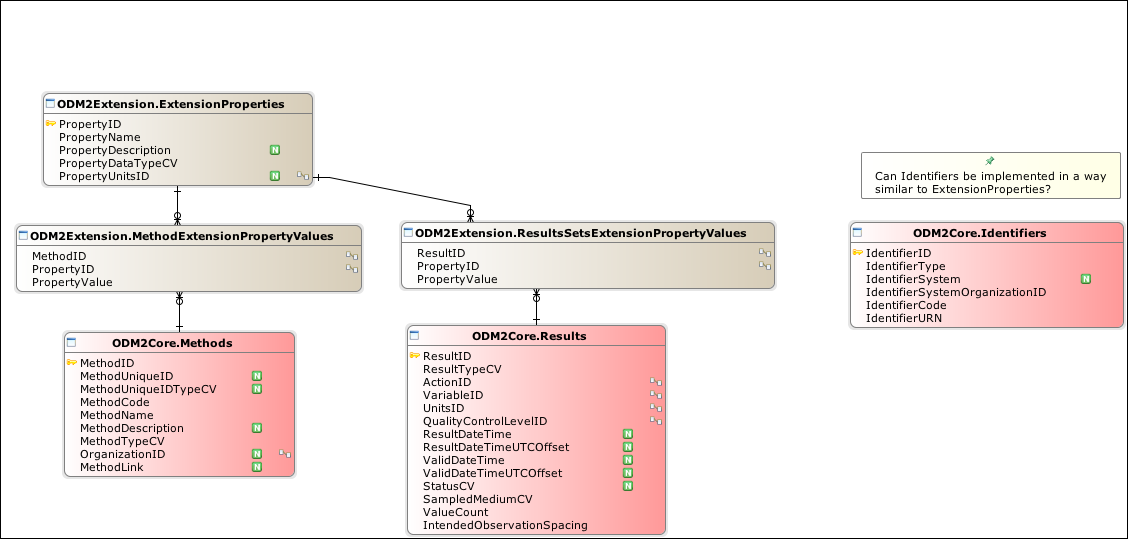 ODM2Extension.ExtensionProperties
PropertyID
PropertyName
PropertyDescription N
PropertyDataTypeCV
PropertyUnitsID N
Can Identifiers be implemented in a way
similar to ExtensionProperties?
ODM2Extension.MethodExtensionPropertyValues
MethodID
PropertyID
PropertyValue
ODM2Extension.ResultsSetsExtensionPropertyValues
ResultID
PropertyID
PropertyValue
ODM2Core.Identifiers
IdentifierID
IdentifierType
IdentifierSystem N
IdentifierSystemOrganizationID
IdentifierCode
IdentifierURN
ODM2Core.Methods
MethodID
MethodUniqueID N
MethodUniqueIDTypeCV N
MethodCode
MethodName
MethodDescription N
MethodTypeCV
OrganizationID N
MethodLink N
ODM2Core.Results
ResultID
ResultTypeCV
ActionID
VariableID
UnitsID
QualityControlLevelID
ResultDateTime N
ResultDateTimeUTCOffset N
ValidDateTime N
ValidDateTimeUTCOffset N
StatusCV N
SampledMediumCV
ValueCount
IntendedObservationSpacing